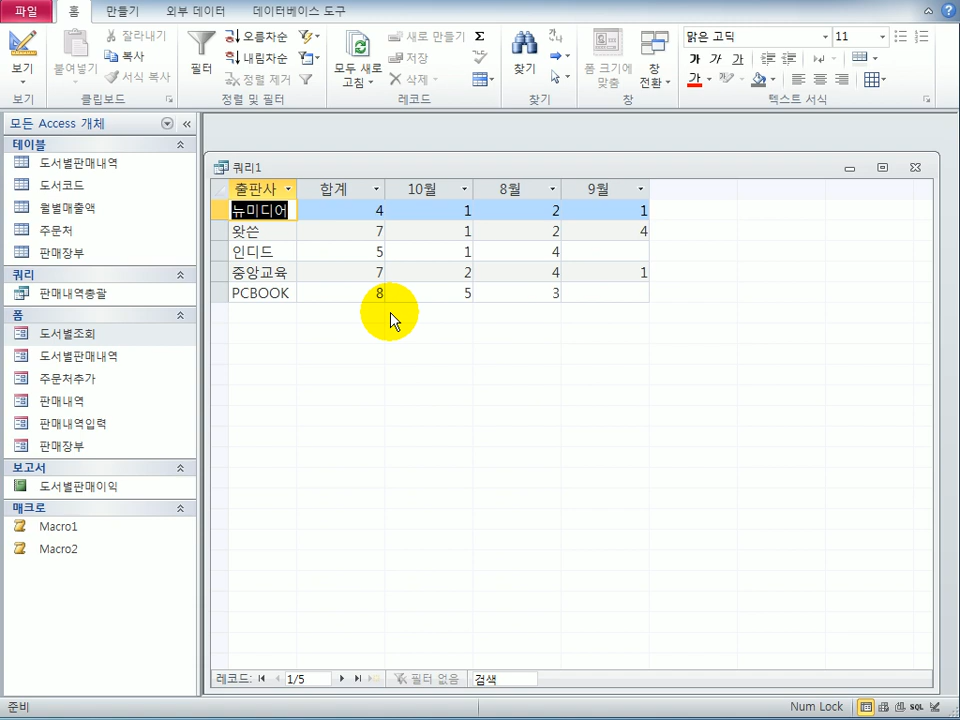 파일 홈 만들기 외부 데이터 데이터베이스 도구
보기
붙여넣기
잘라내기
복사
서식 복사
필터
오름차순
내림차순
정렬 제거
모두 새로
고침
새로 만들기
저장
삭제
Σ
찾기
폼 크기에
맞춤
창
전환
맑은 고딕 11
가 가 가
가
보기 클립보드 정렬 및 필터 레코드 찾기 창 텍스트 서식
모든 Access 개체
테이블
도서별판매내역
도서코드
월별매출액
주문처
판매장부
쿼리
판매내역총괄
폼
도서별조회
도서별판매내역
주문처추가
판매내역
판매내역입력
판매장부
보고서
도서별판매이익
매크로
Macro1
Macro2
쿼리1
출판사 합계 10월 8월 9월
뉴미디어 4 1 2 1
왓쓴 7 1 2 4
인디드 5 1 4
중앙교육 7 2 4 1
PCBOOK 8 5 3
레코드: 1/5 필터 없음 검색
준비 Num Lock SQL